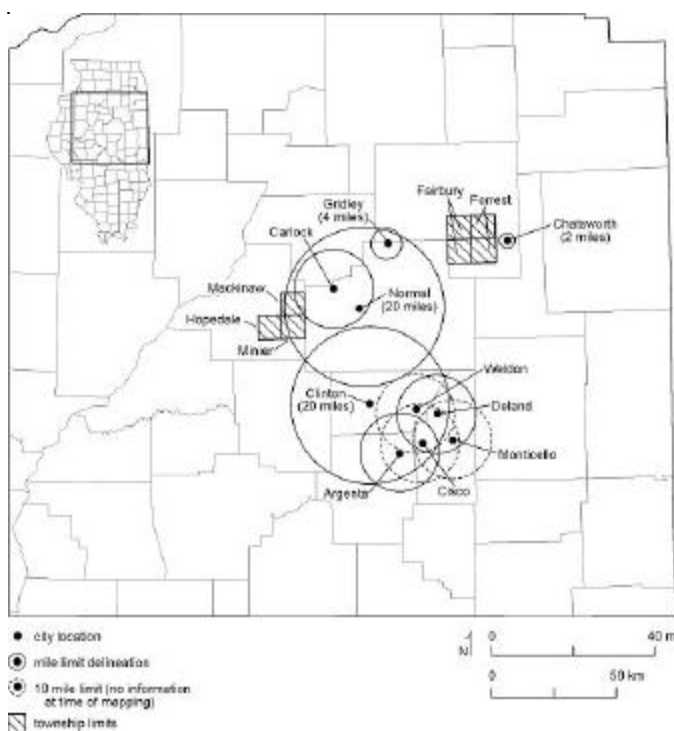 Fairbury
Forrest
Gridley
(4 miles)
Chatsworth
(2 miles)
Carlock
Mackinaw
Normal
(20 miles)
Hopedale
Minier
Weldon
Clinton
(20 miles)
Deland
Monticello
Argenta
Cisco
city location
mile limit delineation
10 mile limit (no information
at time of mapping)
township limits
N
0 40 m
0 50 km